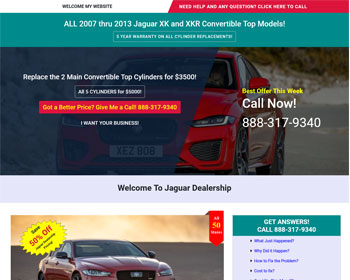 WELCOME MY WEBSITE
NEED HELP AND ANY QUESTION? CLICK HERE TO CALL
ALL 2007 thru 2013 Jaguar XK and XKR Convertible Top Models!
5 YEAR WARRANTY ON ALL CYLINDER REPLACEMENTS!
Replace the 2 Main Convertible Top Cylinders for $3500!
All 5 CYLINDERS for $5000!
Got a Better Price? Give Me a Call! 888-317-9340
I WANT YOUR BUSINESS!
Best Offer This Week
Call Now!
888-317-9340
XEZ 808
Welcome To Jaguar Dealership
Save
50% Off
All
50
States
GET ANSWERS!
CALL 888-317-9340
What Just Happened?
Why Did it Happen?
How to Fix the Problem?
Cost to fix?